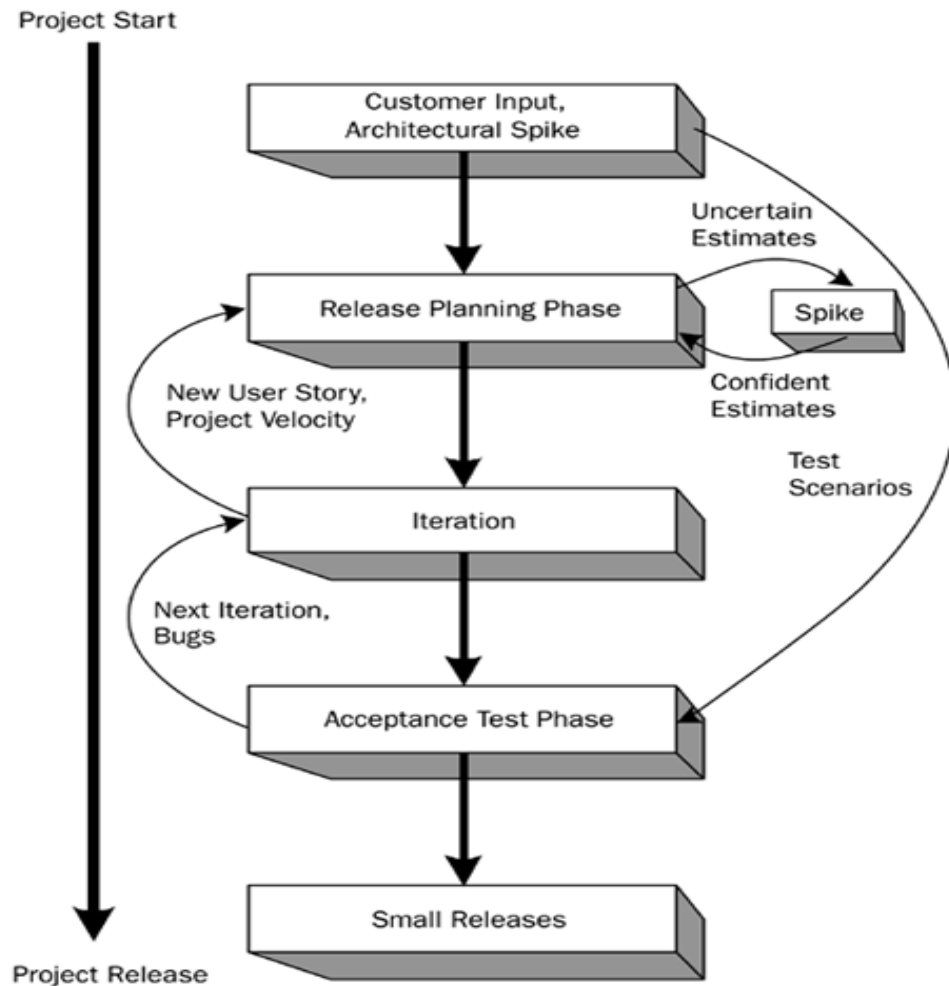 Project Start
Customer Input,
Architectural Spike
Uncertain
Estimates
Release Planning Phase
Spike
New User Story,
Project Velocity
Confident
Estimates
Test
Scenarios
Iteration
Next Iteration,
Bugs
Acceptance Test Phase
Small Releases
Project Release